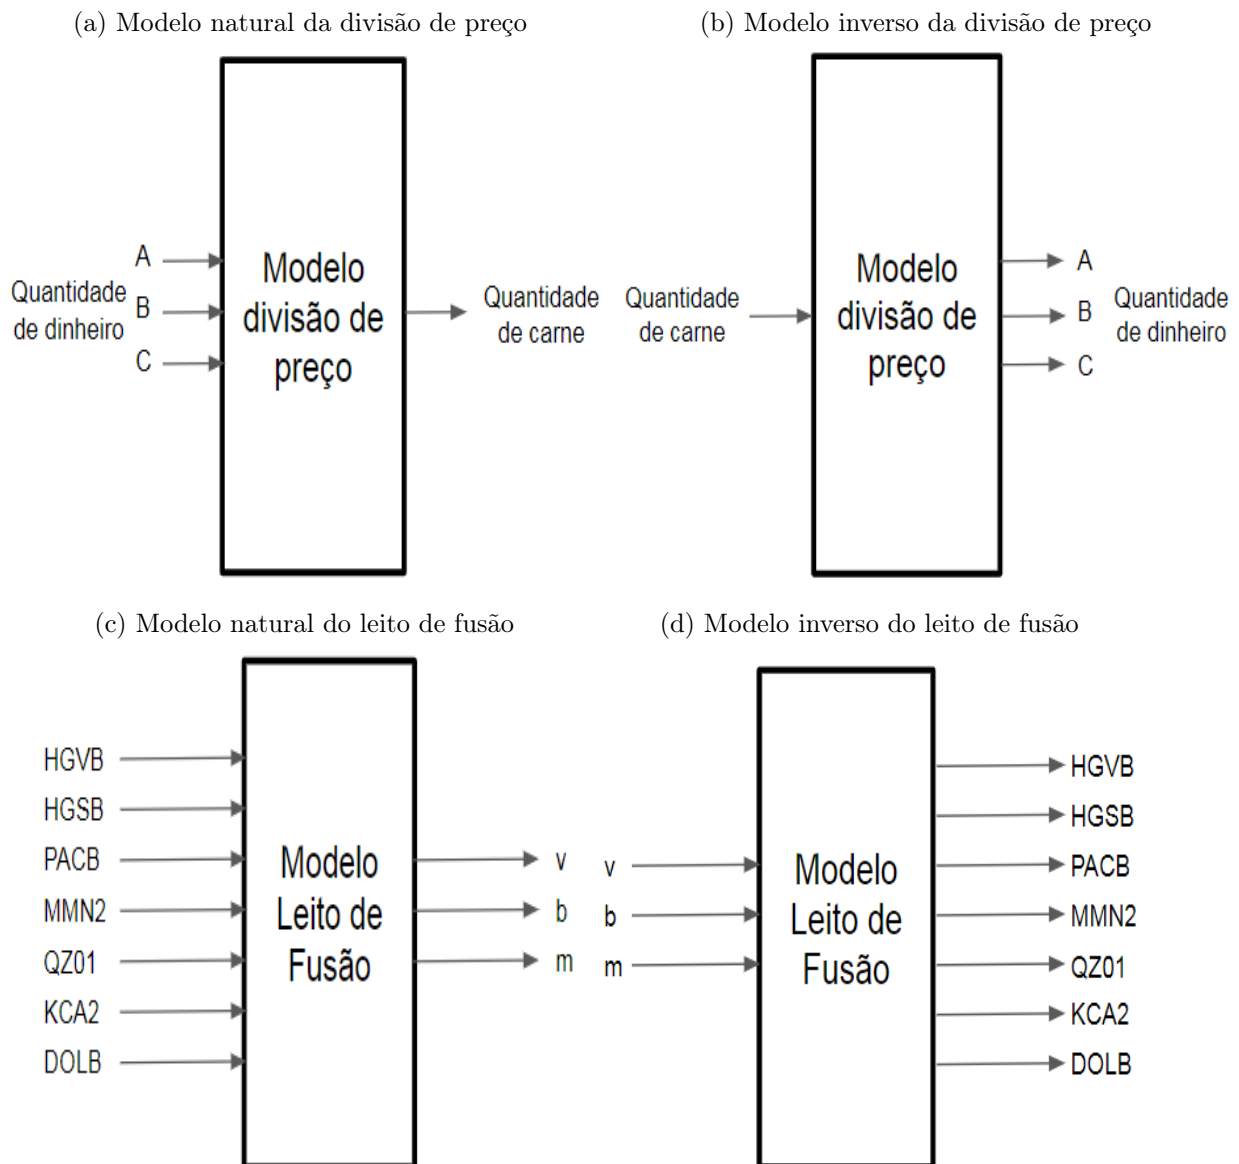 (a) Modelo natural da divisão de preço
(b) Modelo inverso da divisão de preço
A
B
C
Quantidade
de dinheiro
Modelo
divisão de
preço
Quantidade
de carne
Quantidade
de carne
Modelo
divisão de
preço
A
B
C
Quantidade
de dinheiro
(c) Modelo natural do leito de fusão
(d) Modelo inverso do leito de fusão
HGVB
HGSB
PACB
MMN2
QZ01
KCA2
DOLB
Modelo
Leito de
Fusão
v
b
m
v
b
m
Modelo
Leito de
Fusão
HGVB
HGSB
PACB
MMN2
QZ01
KCA2
DOLB